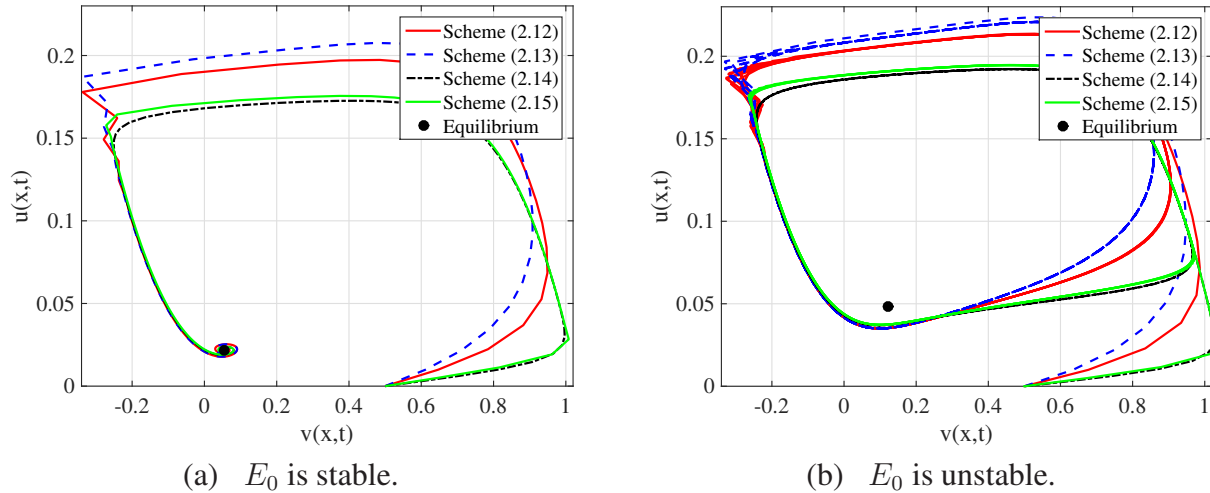 0.2
0.15
0.1
0.05
0
u(x,t)
-0.2
0
0.2
0.4
0.6
0.8
1
v(x,t)
Scheme (2.12)
Scheme (2.13)
Scheme (2.14)
Scheme (2.15)
Equilibrium
(a) E₀ is stable.
0.2
0.15
0.1
0.05
0
u(x,t)
-0.2
0
0.2
0.4
0.6
0.8
1
v(x,t)
Scheme (2.12)
Scheme (2.13)
Scheme (2.14)
Scheme (2.15)
Equilibrium
(b) E₀ is unstable.